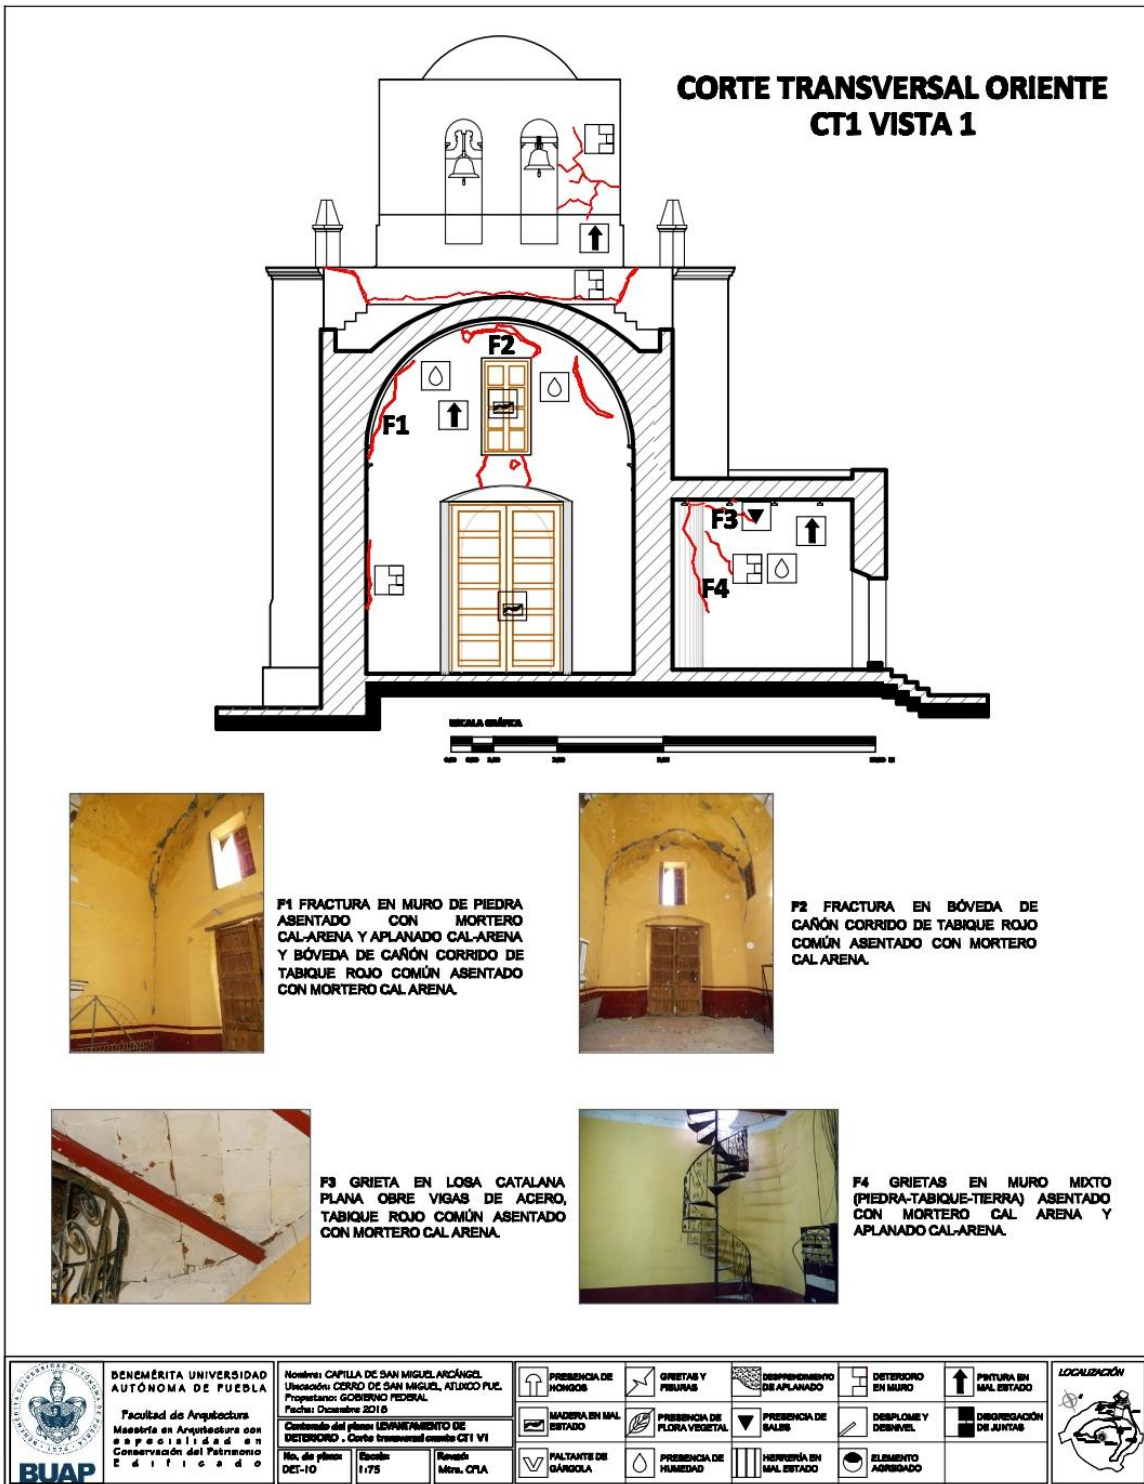 CORTE TRANSVERSAL ORIENTE
CT1 VISTA 1
F2
F1
F3
F4
ESCALA GRÁFICA
F1 FRACTURA EN MURO DE PIEDRA
ASENTADO CON MORTERO
CAL-ARENA Y APLANADO CAL-ARENA
Y BÓVEDA DE CAÑÓN CORRIDO DE
TABIQUE ROJO COMÚN ASENTADO
CON MORTERO CAL ARENA.
F2 FRACTURA EN BÓVEDA DE
CAÑÓN CORRIDO DE TABIQUE ROJO
COMÚN ASENTADO CON MORTERO
CAL ARENA.
F3 GRIETA EN LOSA CATALANA
PLANA OBRE VIGAS DE ACERO,
TABIQUE ROJO COMÚN ASENTADO
CON MORTERO CAL ARENA.
F4 GRIETAS EN MURO MIXTO
(PIEDRA-TABIQUE-TIERRA) ASENTADO
CON MORTERO CAL ARENA Y
APLANADO CAL-ARENA.
BUAP
BENEMÉRITA UNIVERSIDAD
AUTÓNOMA DE PUEBLA
Facultad de Arquitectura
Maestría en Arquitectura con
especialidad en
Conservación del Patrimonio
Edificado
Nombre: CAPILLA DE SAN MIGUEL ARCÁNGEL
Ubicación: CERRO DE SAN MIGUEL, ATLIXCO PUE.
Propietario: GOBIERNO FEDERAL
Fecha: Diciembre 2018
Contenido del plano: LEVANTAMIENTO DE
DETERIORO . Corte transversal oriente CT1 V1
No. de plano:
DET-10
Escala:
1:75
Revisó:
Mtra. CPLA
PRESENCIA DE
HONGOS
GRIETAS Y
FISURAS
DESPRENDIMIENTO
DE APLANADO
DETERIORO
EN MURO
PINTURA EN
MAL ESTADO
MADERA EN MAL
ESTADO
PRESENCIA DE
FLORA VEGETAL
PRESENCIA DE
SALES
DESPLOME Y
DESNIVEL
DISGREGACIÓN
DE JUNTAS
FALTANTE DE
GÁRGOLA
PRESENCIA DE
HUMEDAD
HERRERÍA EN
MAL ESTADO
ELEMENTO
AGREGADO
LOCALIZACIÓN